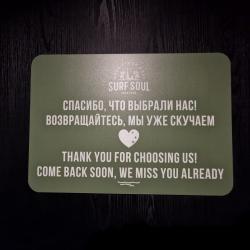 SURF SOUL
СПАСИБО, ЧТО ВЫБРАЛИ НАС!
ВОЗВРАЩАЙТЕСЬ, МЫ УЖЕ СКУЧАЕМ
THANK YOU FOR CHOOSING US!
COME BACK SOON, WE MISS YOU ALREADY